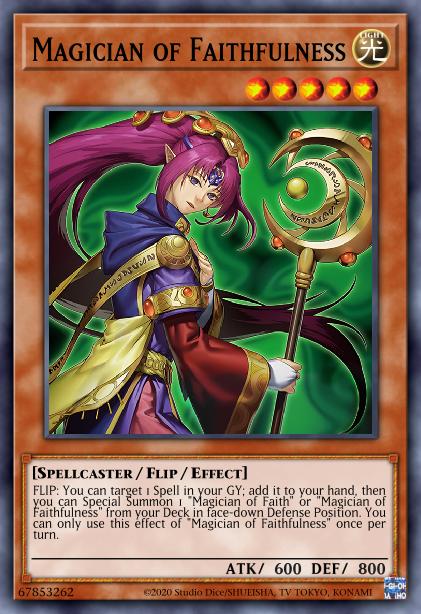 MAGICIAN OF FAITHFULNESS
LIGHT
光
[SPELLCASTER / FLIP / EFFECT]
FLIP: You can target 1 Spell in your GY; add it to your hand, then
you can Special Summon 1 "Magician of Faith" or "Magician of
Faithfulness" from your Deck in face-down Defense Position. You
can only use this effect of "Magician of Faithfulness" once per
turn.
ATK/ 600 DEF/ 800
67853262
©2020 Studio Dice/SHUEISHA, TV TOKYO, KONAMI